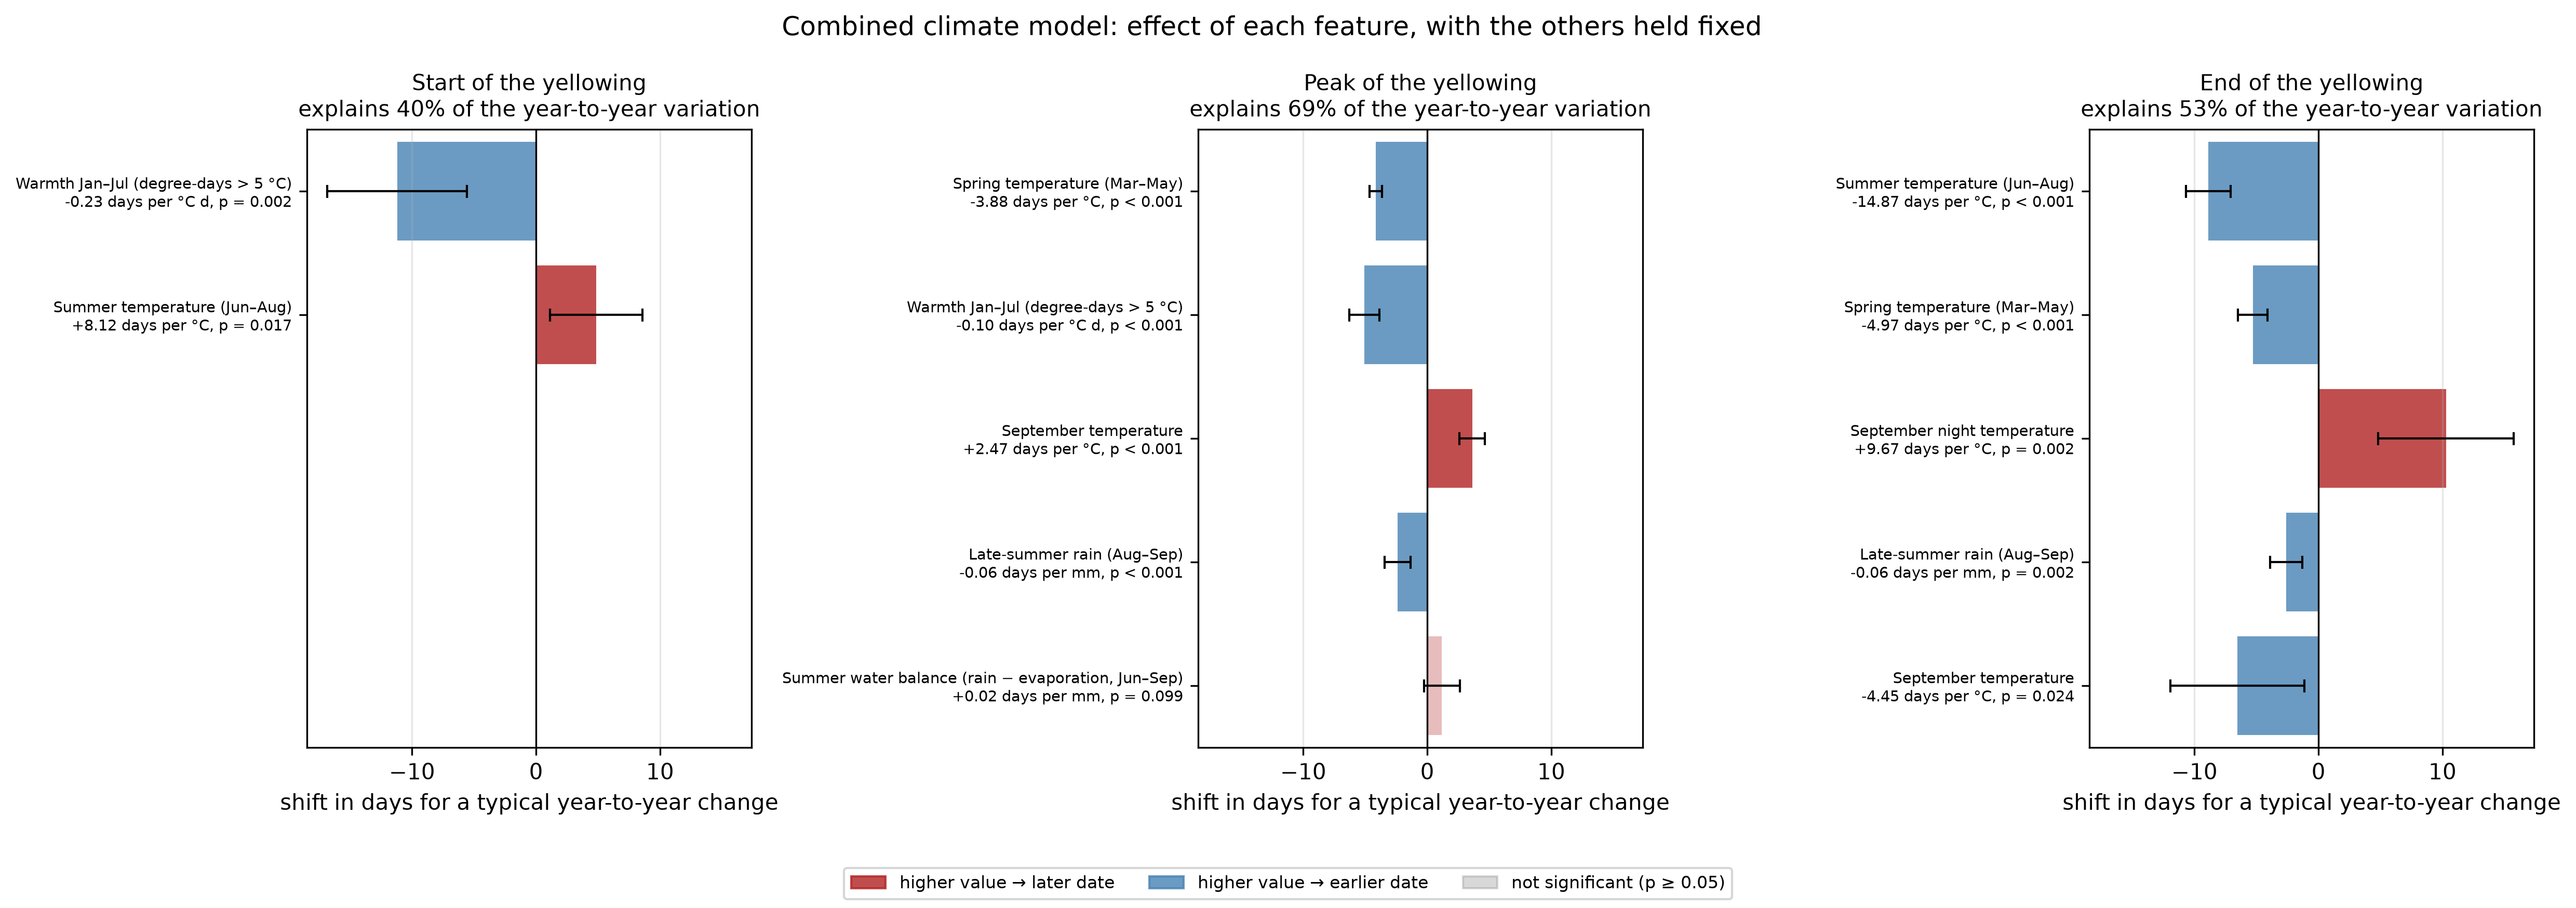 Combined climate model: effect of each feature, with the others held fixed
Start of the yellowing
explains 40% of the year-to-year variation
Warmth Jan–Jul (degree-days > 5 °C)
-0.23 days per °C d, p = 0.002
Summer temperature (Jun–Aug)
+8.12 days per °C, p = 0.017
−10 0 10
shift in days for a typical year-to-year change
Peak of the yellowing
explains 69% of the year-to-year variation
Spring temperature (Mar–May)
-3.88 days per °C, p < 0.001
Warmth Jan–Jul (degree-days > 5 °C)
-0.10 days per °C d, p < 0.001
September temperature
+2.47 days per °C, p < 0.001
Late-summer rain (Aug–Sep)
-0.06 days per mm, p < 0.001
Summer water balance (rain − evaporation, Jun–Sep)
+0.02 days per mm, p = 0.099
−10 0 10
shift in days for a typical year-to-year change
End of the yellowing
explains 53% of the year-to-year variation
Summer temperature (Jun–Aug)
-14.87 days per °C, p < 0.001
Spring temperature (Mar–May)
-4.97 days per °C, p < 0.001
September night temperature
+9.67 days per °C, p = 0.002
Late-summer rain (Aug–Sep)
-0.06 days per mm, p = 0.002
September temperature
-4.45 days per °C, p = 0.024
−10 0 10
shift in days for a typical year-to-year change
higher value → later date
higher value → earlier date
not significant (p ≥ 0.05)